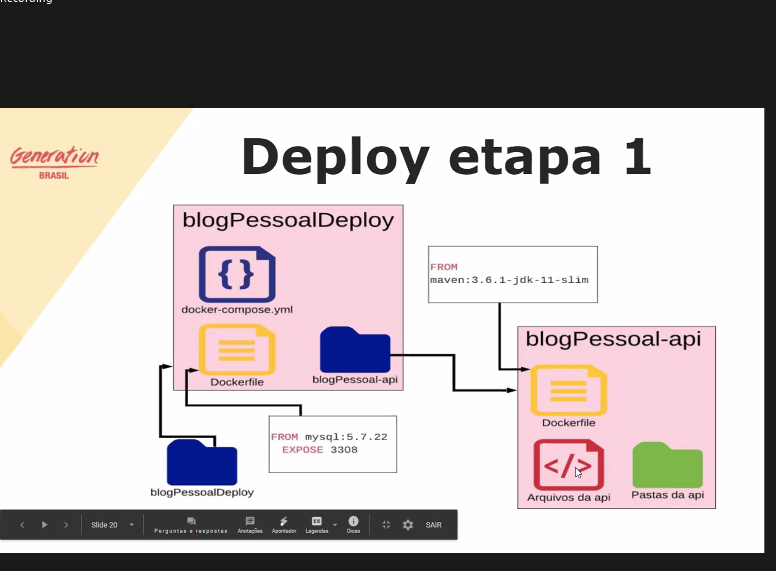 Recording
Generation
BRASIL
Deploy etapa 1
blogPessoalDeploy
{ }
docker-compose.yml
Dockerfile
blogPessoal-api
FROM
maven:3.6.1-jdk-11-slim
blogPessoal-api
Dockerfile
</>
Arquivos da api
Pastas da api
FROM mysql:5.7.22
EXPOSE 3308
blogPessoalDeploy
Slide 20
Perguntas e respostas
Anotações
Apontador
Legendas
Dicas
SAIR